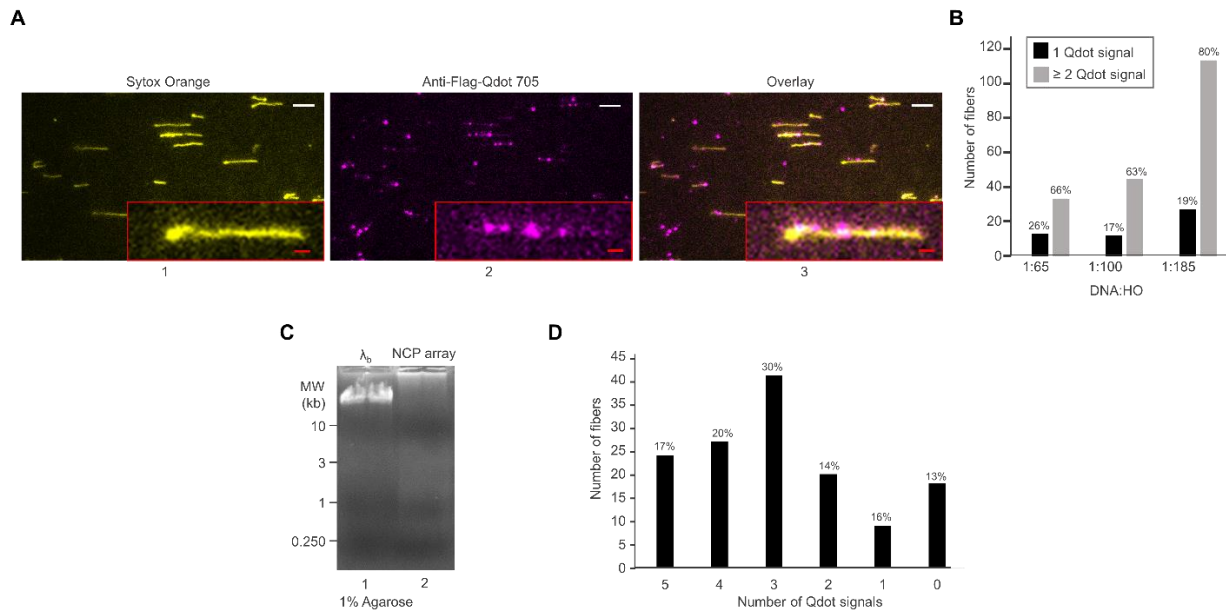 A
Sytox Orange
Anti-Flag-Qdot 705
Overlay
1
2
3
B
1 Qdot signal
≥ 2 Qdot signal
Number of fibers
120
100
80
60
40
20
0
26%
66%
17%
63%
19%
80%
1:65
1:100
1:185
DNA:HO
C
λb
NCP array
MW
(kb)
10
3
1
0.250
1
2
1% Agarose
D
Number of fibers
45
40
35
30
25
20
15
10
5
0
17%
20%
30%
14%
16%
13%
5
4
3
2
1
0
Number of Qdot signals